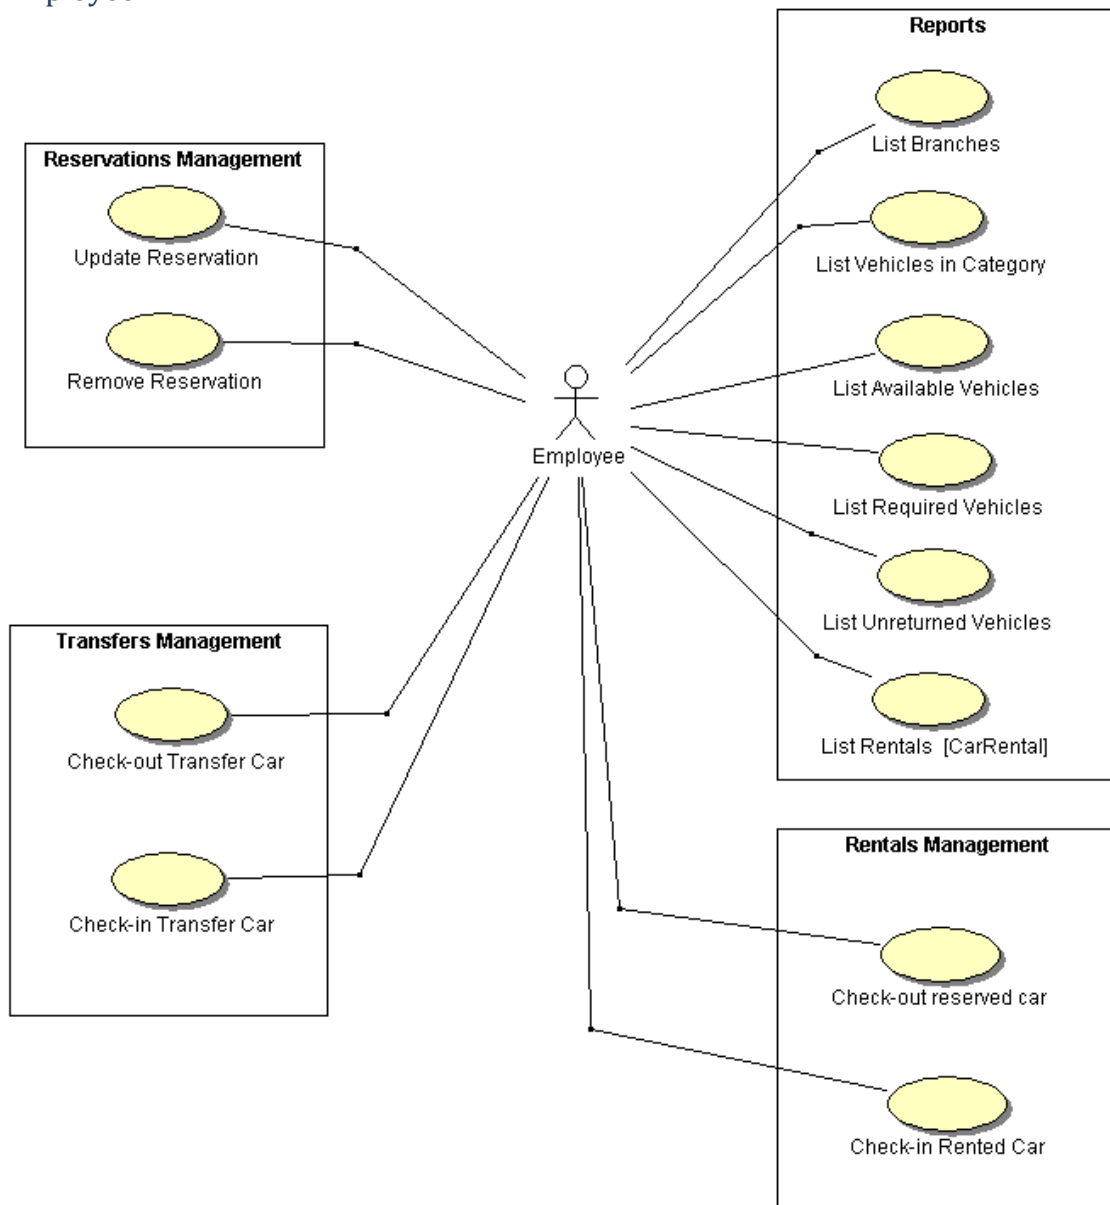 Reports
List Branches
List Vehicles in Category
List Available Vehicles
List Required Vehicles
List Unreturned Vehicles
List Rentals [CarRental]
Reservations Management
Update Reservation
Remove Reservation
Employee
Transfers Management
Check-out Transfer Car
Check-in Transfer Car
Rentals Management
Check-out reserved car
Check-in Rented Car